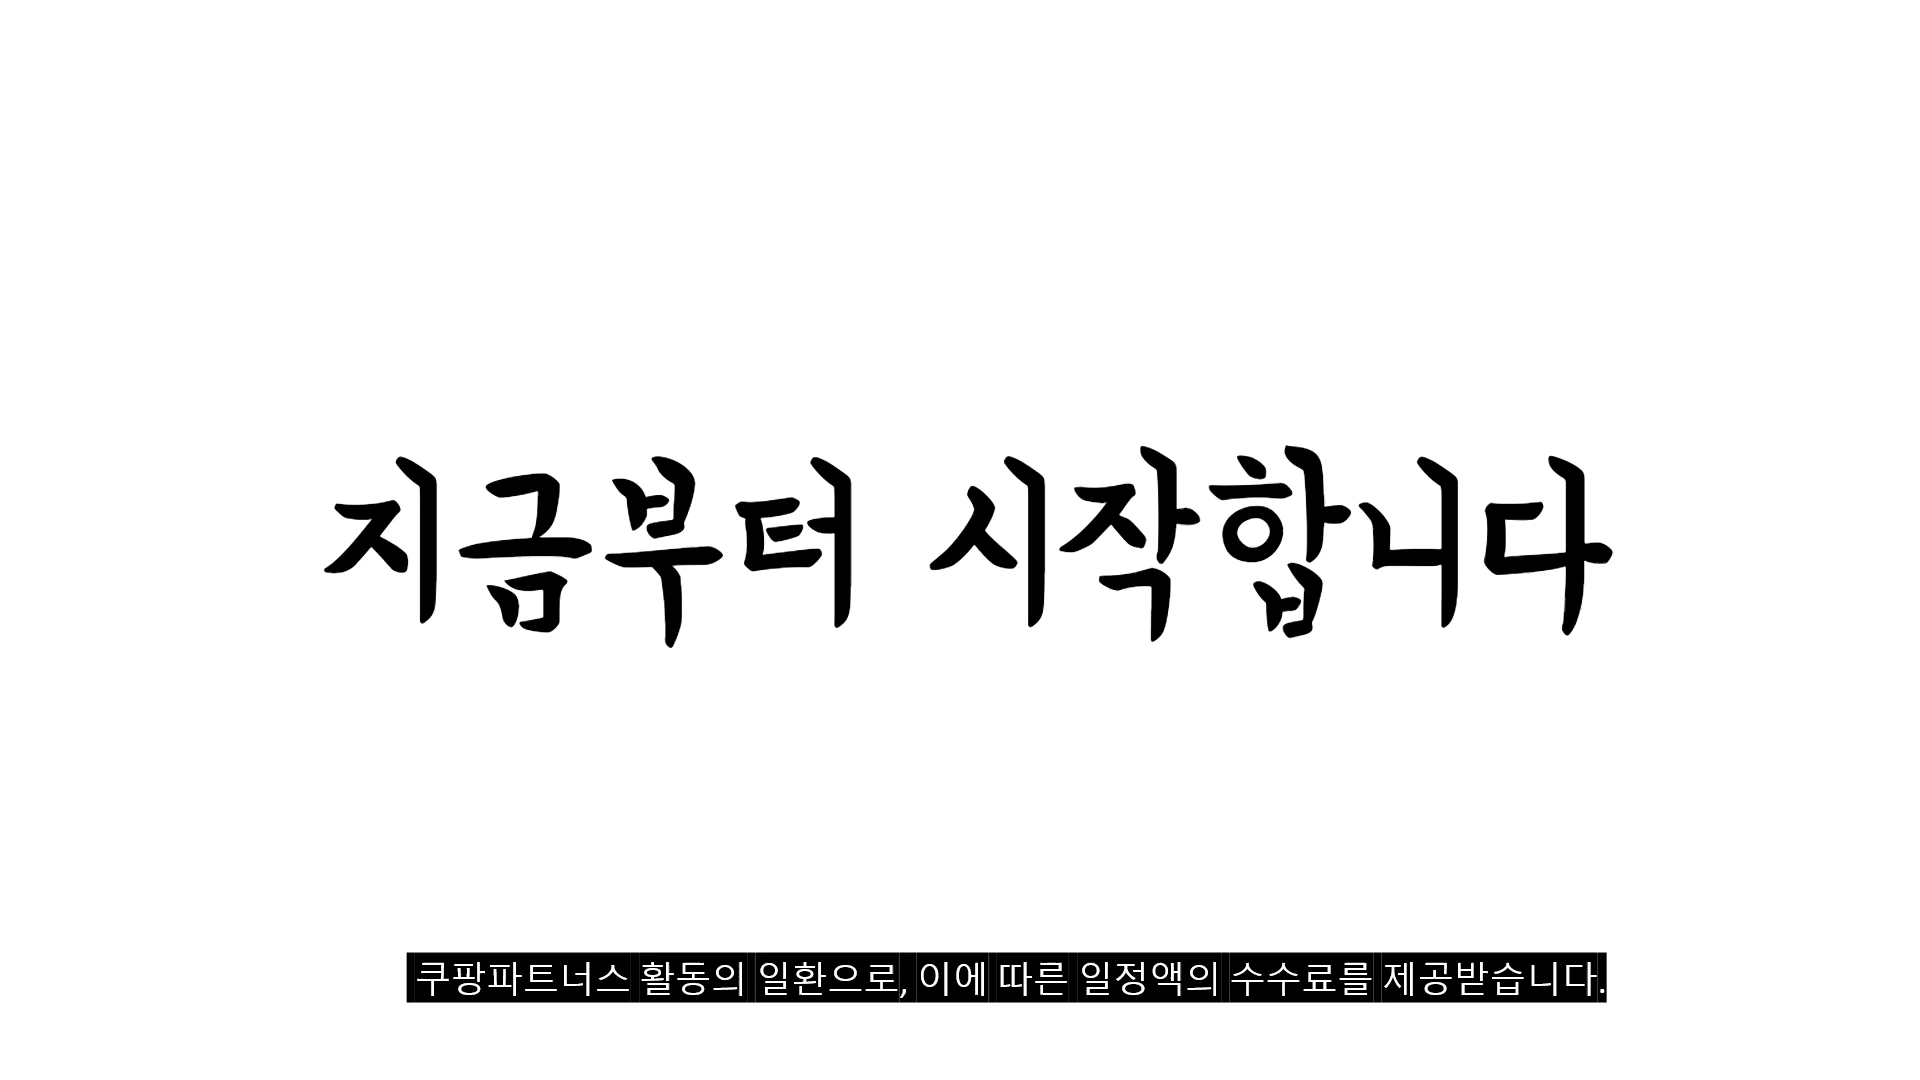 지금부터 시작합니다
쿠팡파트너스 활동의 일환으로, 이에 따른 일정액의 수수료를 제공받습니다.